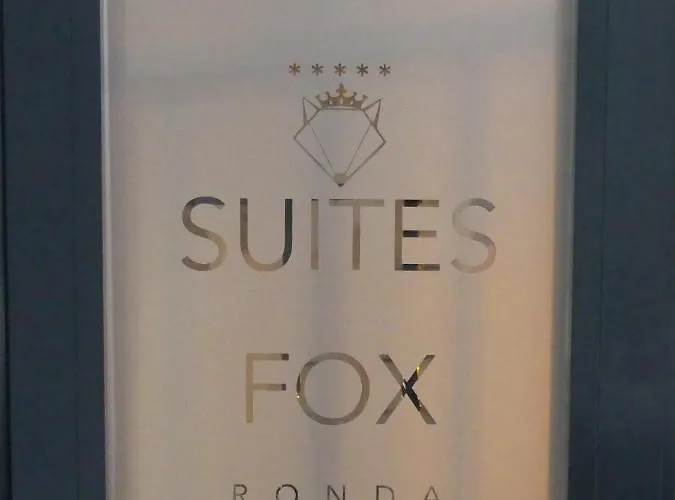 *****
SUITES
FOX
RONDA